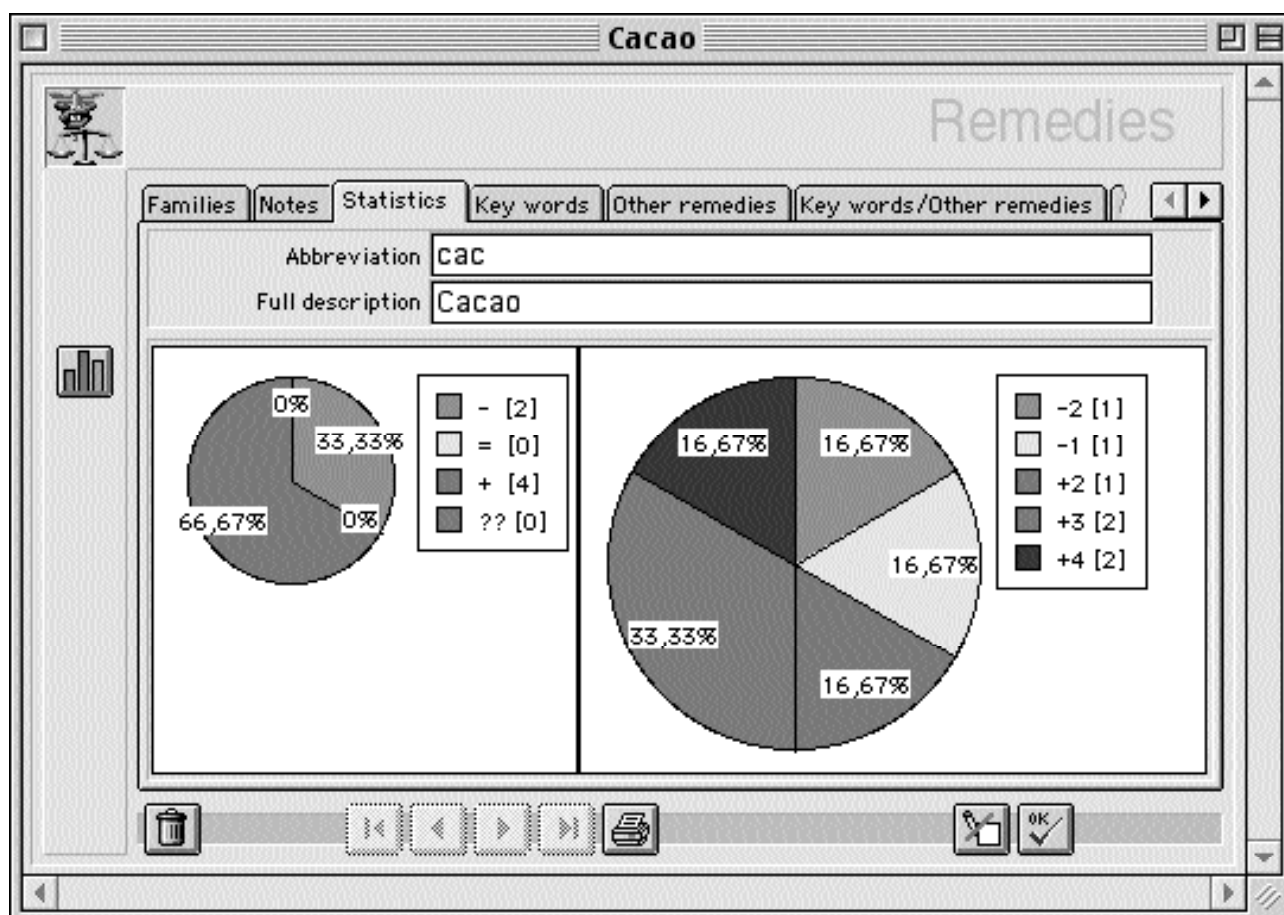 Cacao
Remedies
Families Notes Statistics Key words Other remedies Key words/Other remedies
Abbreviation cac
Full description Cacao
0%
33,33%
66,67%
0%
- [2]
= [0]
+ [4]
?? [0]
16,67% 16,67%
16,67%
33,33%
16,67%
-2 [1]
-1 [1]
+2 [1]
+3 [2]
+4 [2]
OK